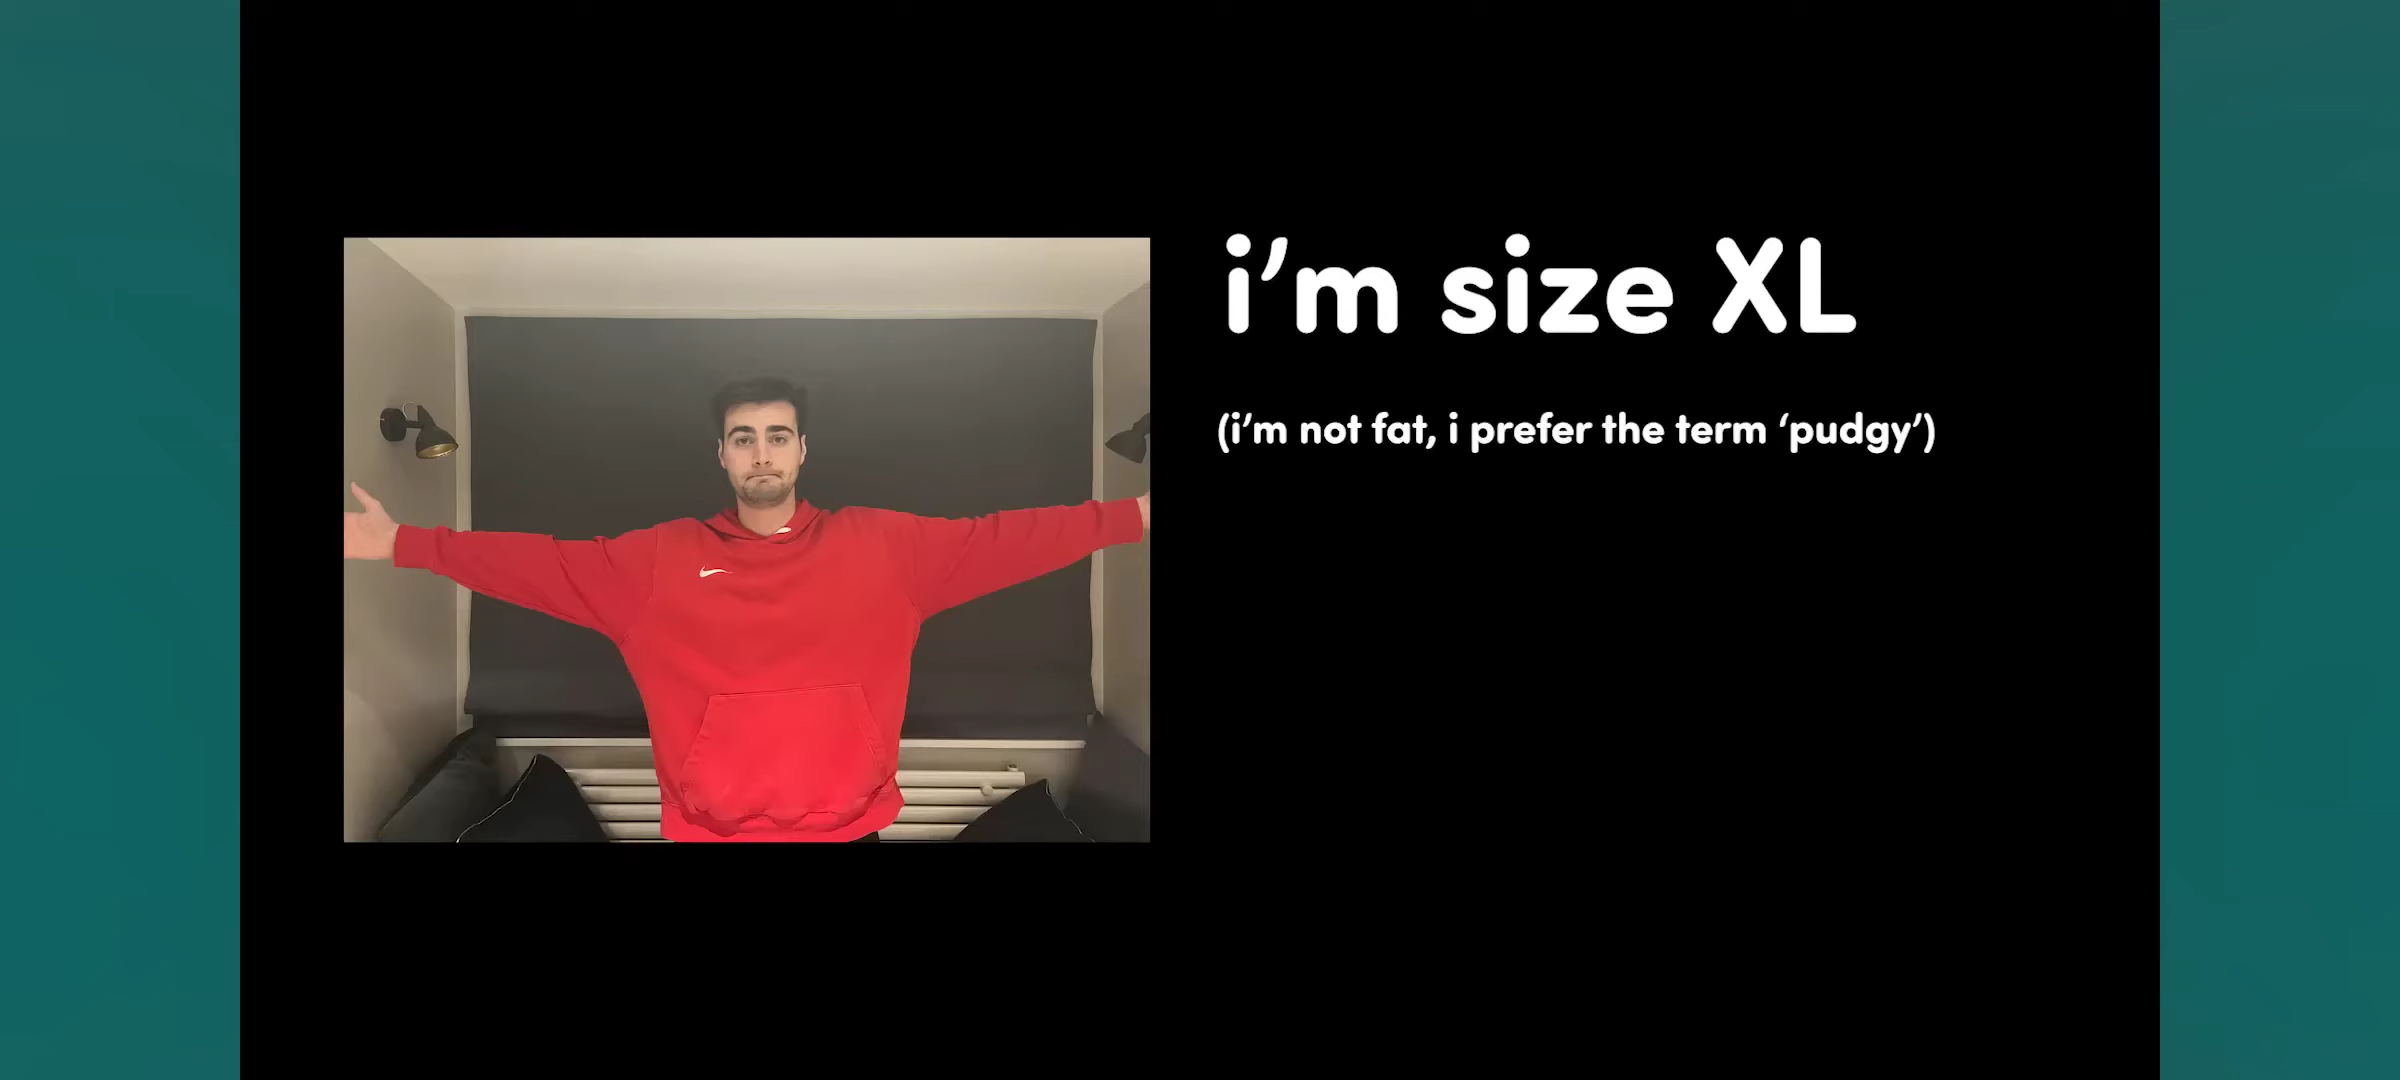 i’m size XL
(i’m not fat, i prefer the term ‘pudgy’)